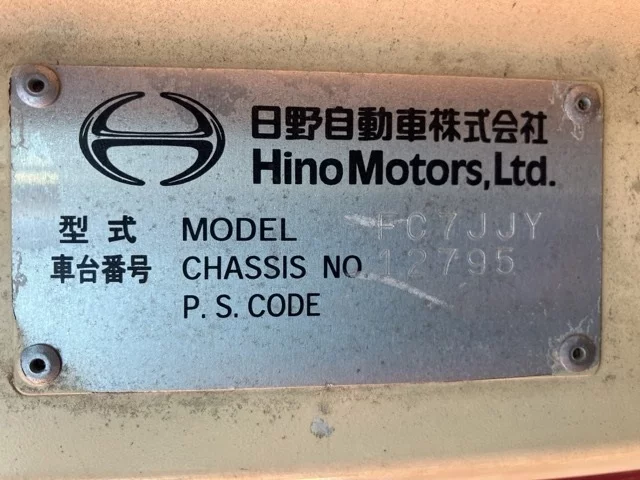 日野自動車株式会社
Hino Motors, Ltd.
型式 MODEL FC7JJY
車台番号 CHASSIS NO. 12795
P. S. CODE